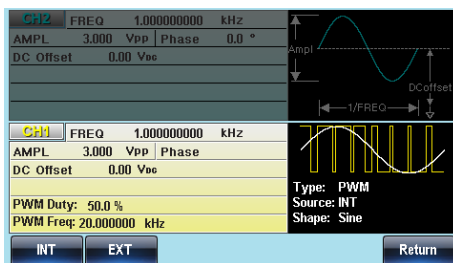 CH2 FREQ 1.000000000 kHz
AMPL 3.000 Vpp Phase 0.0 °
DC Offset 0.00 VDC
Ampl
DCoffset
1/FREQ
CH1 FREQ 1.000000000 kHz
AMPL 3.000 Vpp Phase
DC Offset 0.00 VDC
PWM Duty: 50.0 %
PWM Freq: 20.000000 kHz
Type: PWM
Source: INT
Shape: Sine
INT EXT Return